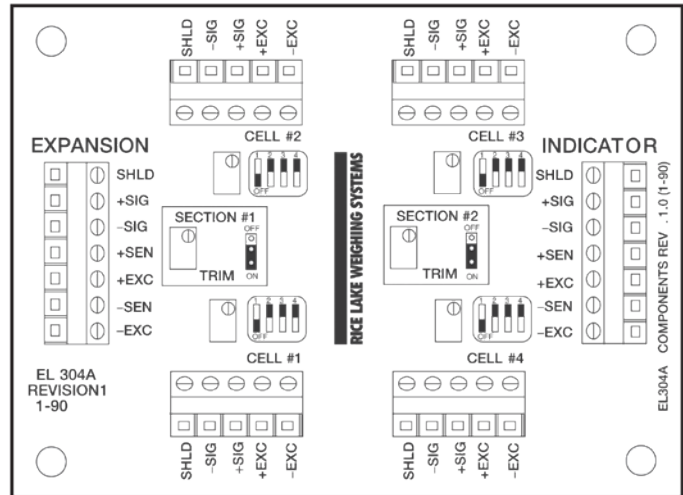 SHLD
–SIG
+SIG
+EXC
–EXC
SHLD
–SIG
+SIG
+EXC
–EXC
CELL #2
CELL #3
EXPANSION
INDICATOR
1 2 3 4
OFF
1 2 3 4
OFF
SHLD
+SIG
–SIG
+SEN
+EXC
–SEN
–EXC
SECTION #1
OFF
TRIM
ON
RICE LAKE WEIGHING SYSTEMS
SECTION #2
OFF
TRIM
ON
SHLD
+SIG
–SIG
+SEN
+EXC
–SEN
–EXC
1 2 3 4
OFF
1 2 3 4
OFF
CELL #1
CELL #4
EL 304A
REVISION1
1-90
EL304A COMPONENTS REV .1.0 (1-90)
SHLD
–SIG
+SIG
+EXC
–EXC
SHLD
–SIG
+SIG
+EXC
–EXC